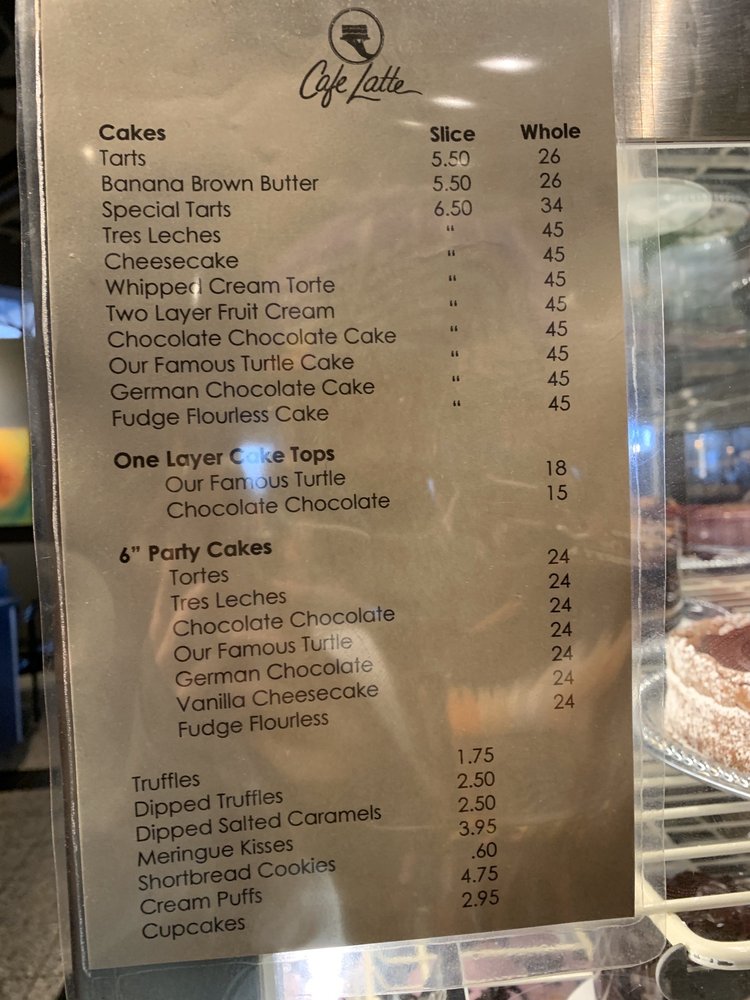 Cafe Latte
Cakes Slice Whole
Tarts 5.50 26
Banana Brown Butter 5.50 26
Special Tarts 6.50 34
Tres Leches “ 45
Cheesecake “ 45
Whipped Cream Torte “ 45
Two Layer Fruit Cream “ 45
Chocolate Chocolate Cake “ 45
Our Famous Turtle Cake “ 45
German Chocolate Cake “ 45
Fudge Flourless Cake “ 45
One Layer Cake Tops
Our Famous Turtle 18
Chocolate Chocolate 15
6” Party Cakes
Tortes 24
Tres Leches 24
Chocolate Chocolate 24
Our Famous Turtle 24
German Chocolate 24
Vanilla Cheesecake 24
Fudge Flourless 24
Truffles 1.75
Dipped Truffles 2.50
Dipped Salted Caramels 2.50
Meringue Kisses 3.95
Shortbread Cookies .60
Cream Puffs 4.75
Cupcakes 2.95